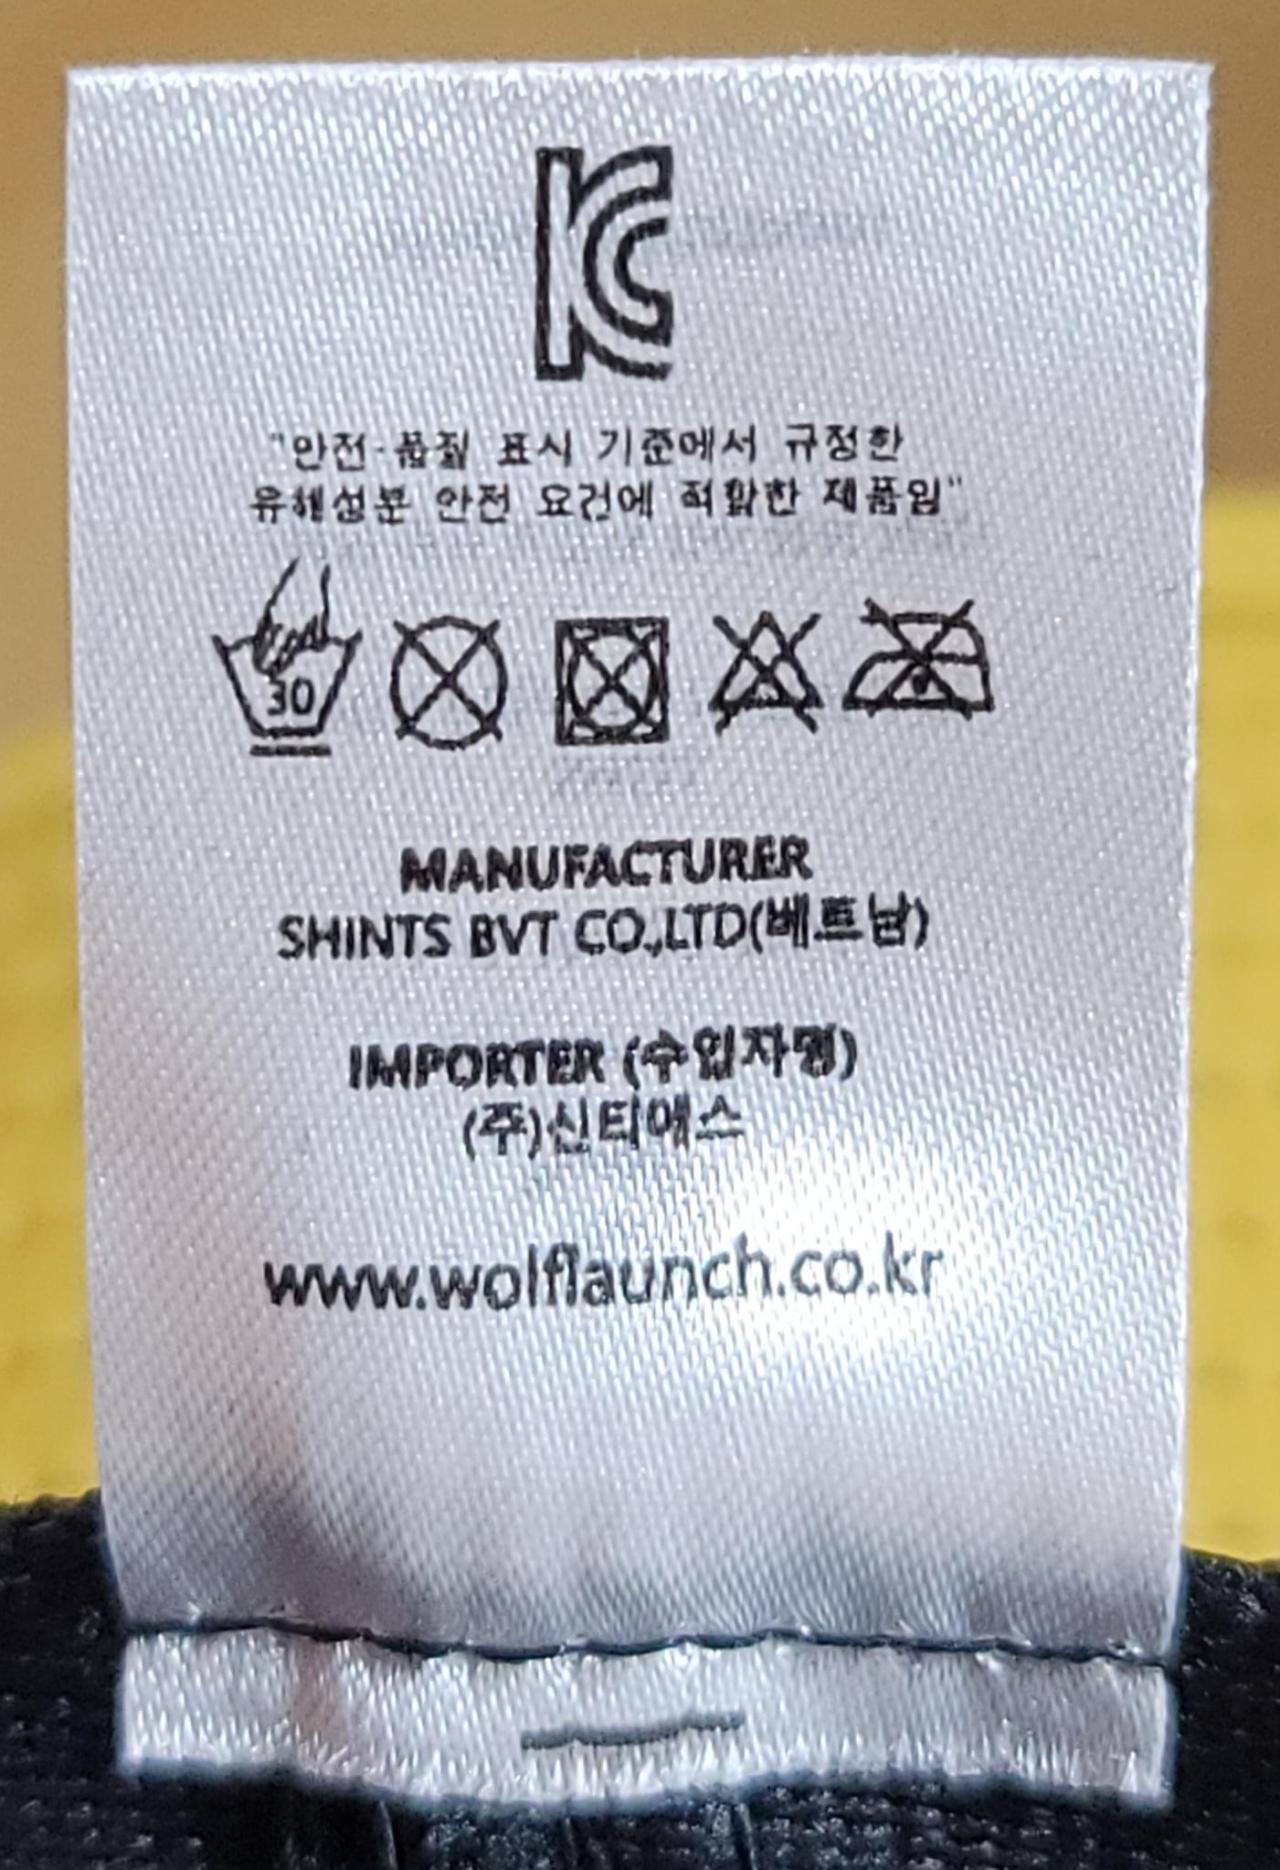 KC
"안전·품질 표시 기준에서 규정한
유해성분 안전 요건에 적합한 제품임"
30
MANUFACTURER
SHINTS BVT CO.,LTD(베트남)
IMPORTER (수입자명)
(주)신티에스
www.wolflaunch.co.kr